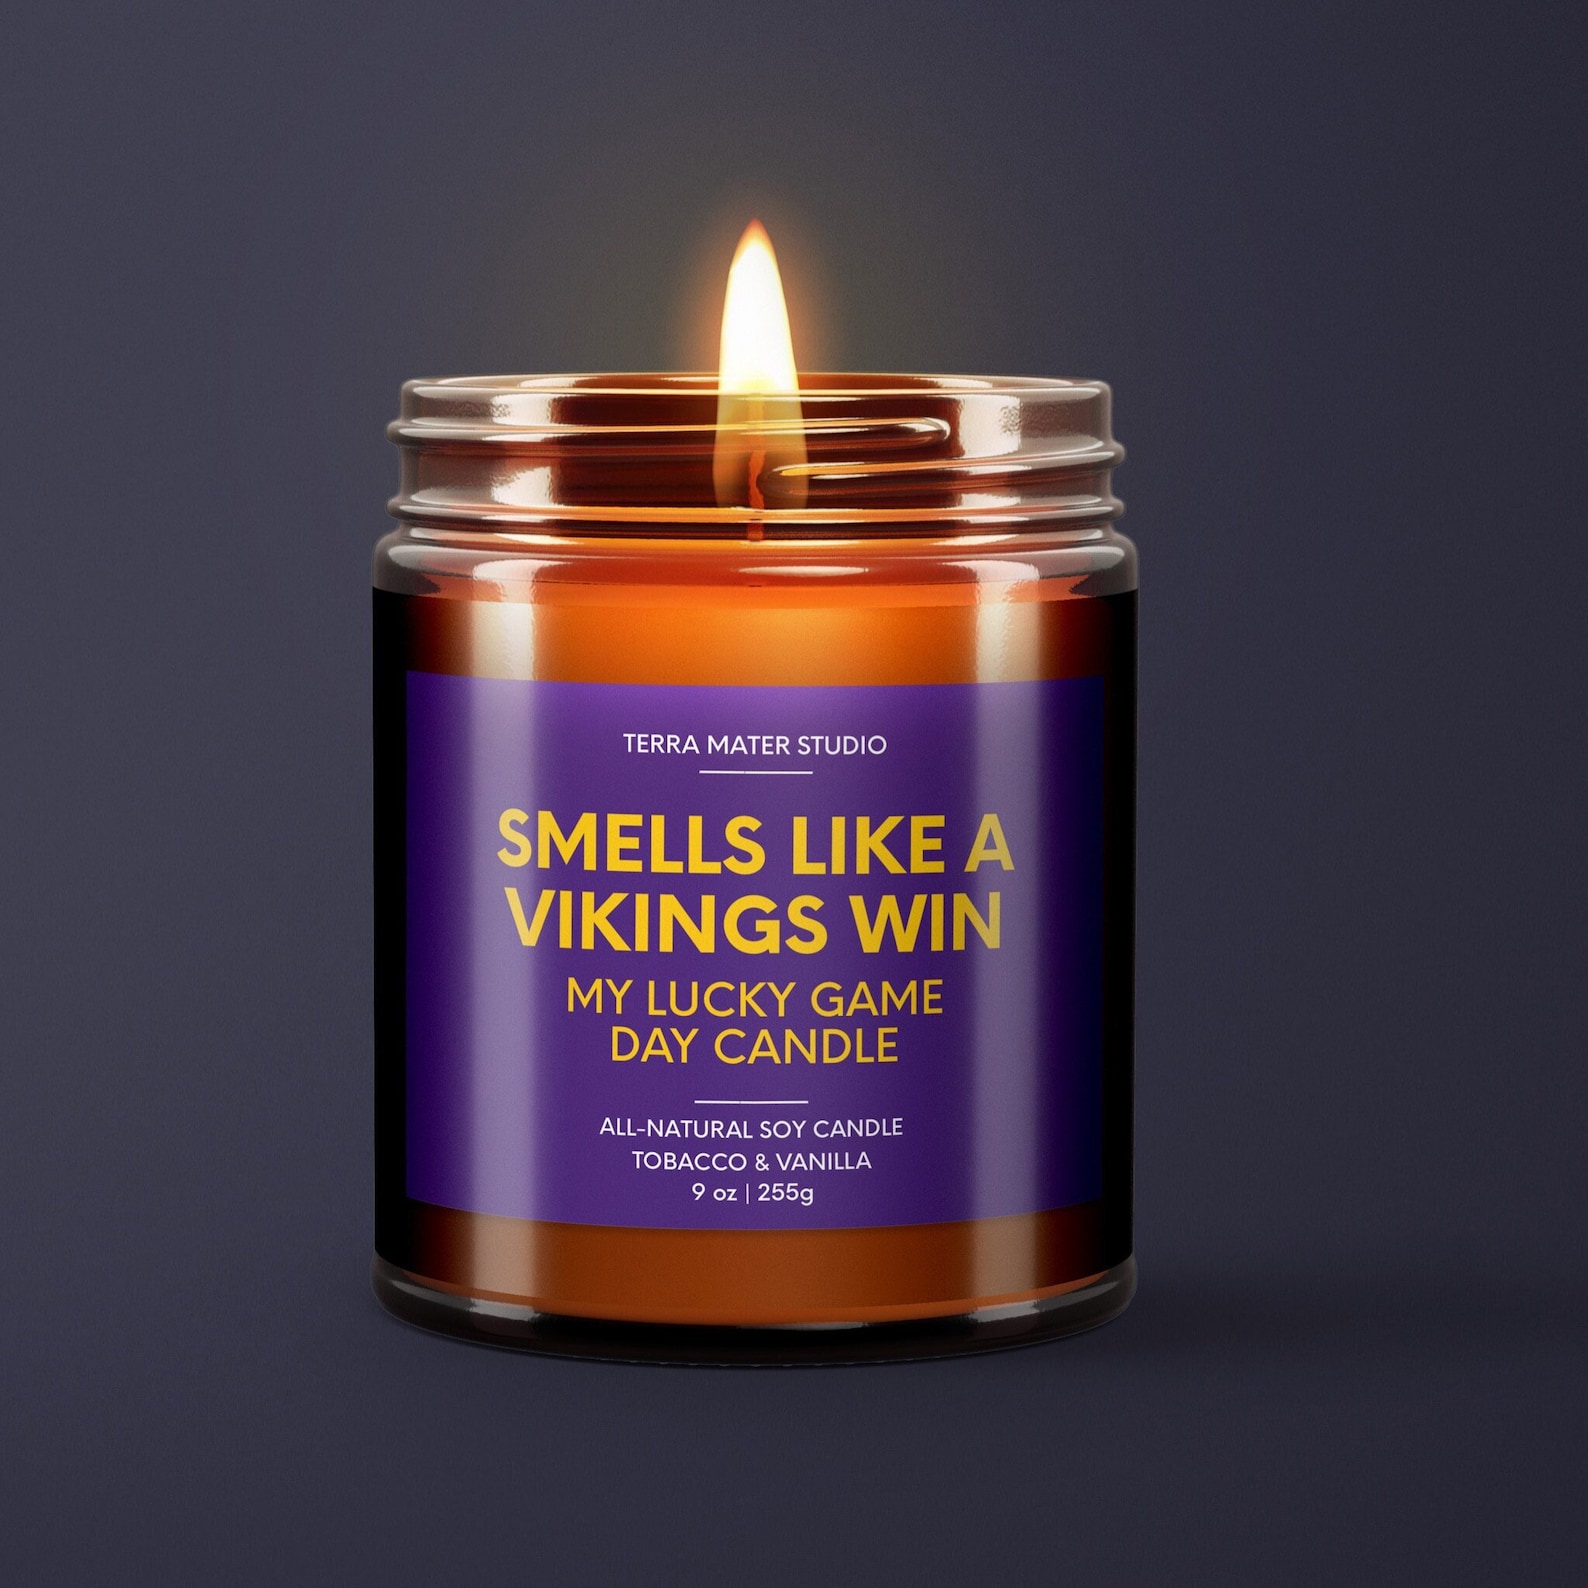 TERRA MATER STUDIO
SMELLS LIKE A
VIKINGS WIN
MY LUCKY GAME
DAY CANDLE
ALL-NATURAL SOY CANDLE
TOBACCO & VANILLA
9 oz | 255g